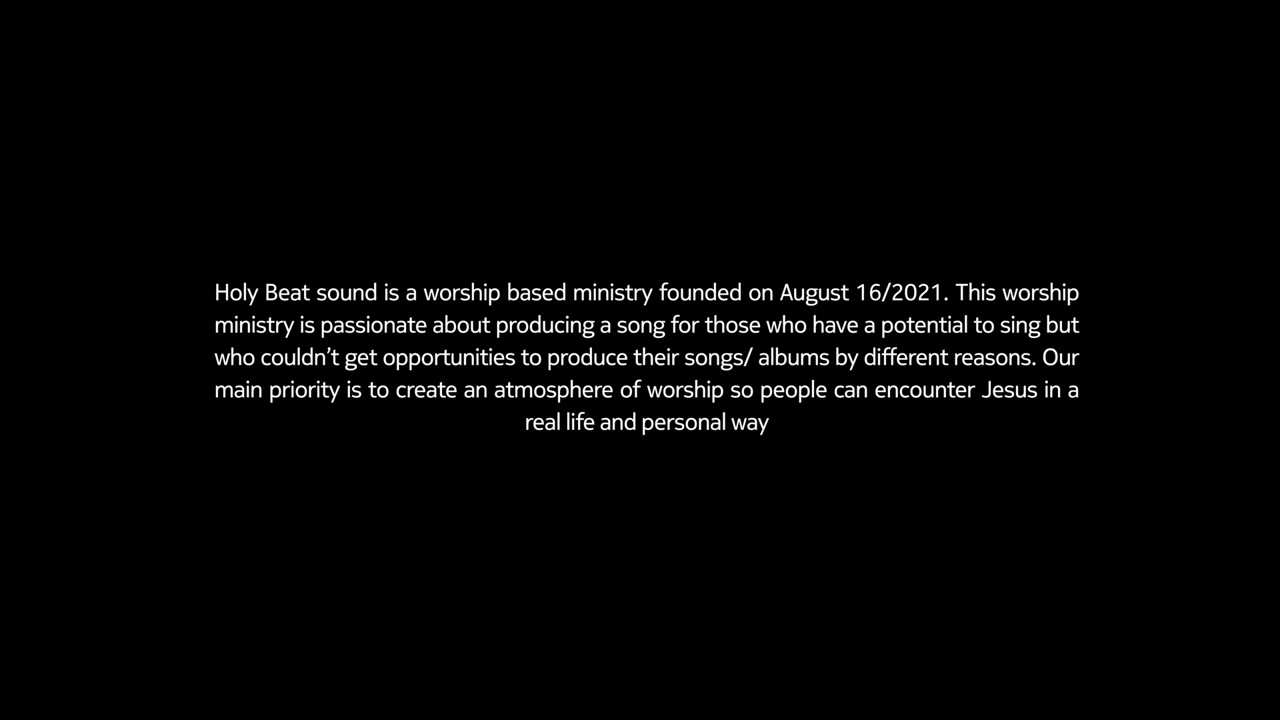 Holy Beat sound is a worship based ministry founded on August 16/2021. This worship
ministry is passionate about producing a song for those who have a potential to sing but
who couldn’t get opportunities to produce their songs/ albums by different reasons. Our
main priority is to create an atmosphere of worship so people can encounter Jesus in a
real life and personal way